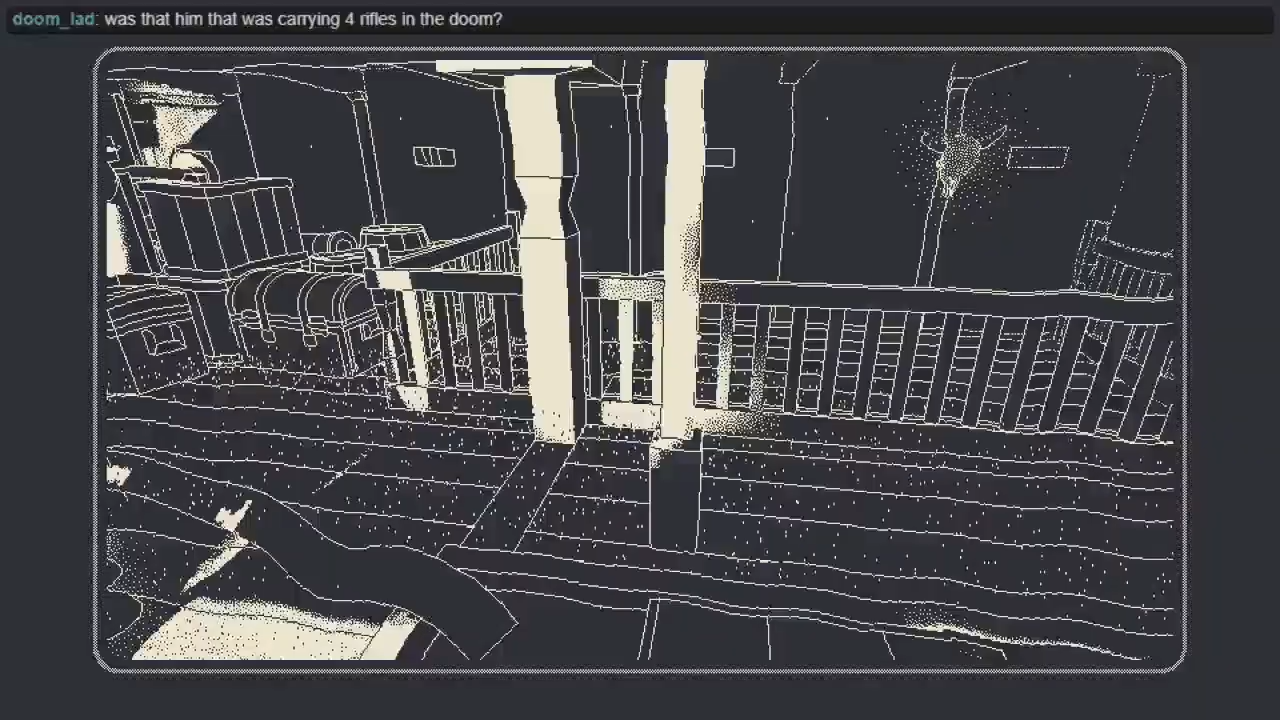 doom_lad: was that him that was carrying 4 rifles in the doom?